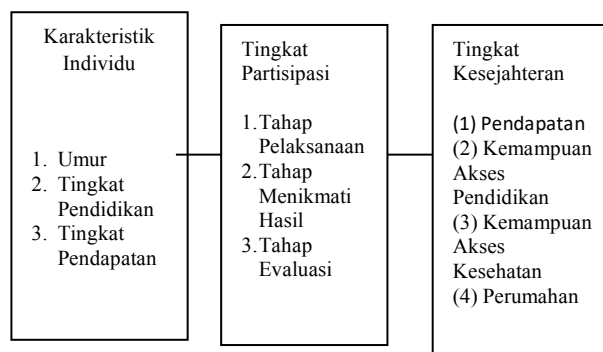 Karakteristik
Individu
1. Umur
2. Tingkat
Pendidikan
3. Tingkat
Pendapatan
Tingkat
Partisipasi
1.Tahap
Pelaksanaan
2.Tahap
Menikmati
Hasil
3.Tahap
Evaluasi
Tingkat
Kesejahteran
(1) Pendapatan
(2) Kemampuan
Akses
Pendidikan
(3) Kemampuan
Akses
Kesehatan
(4) Perumahan